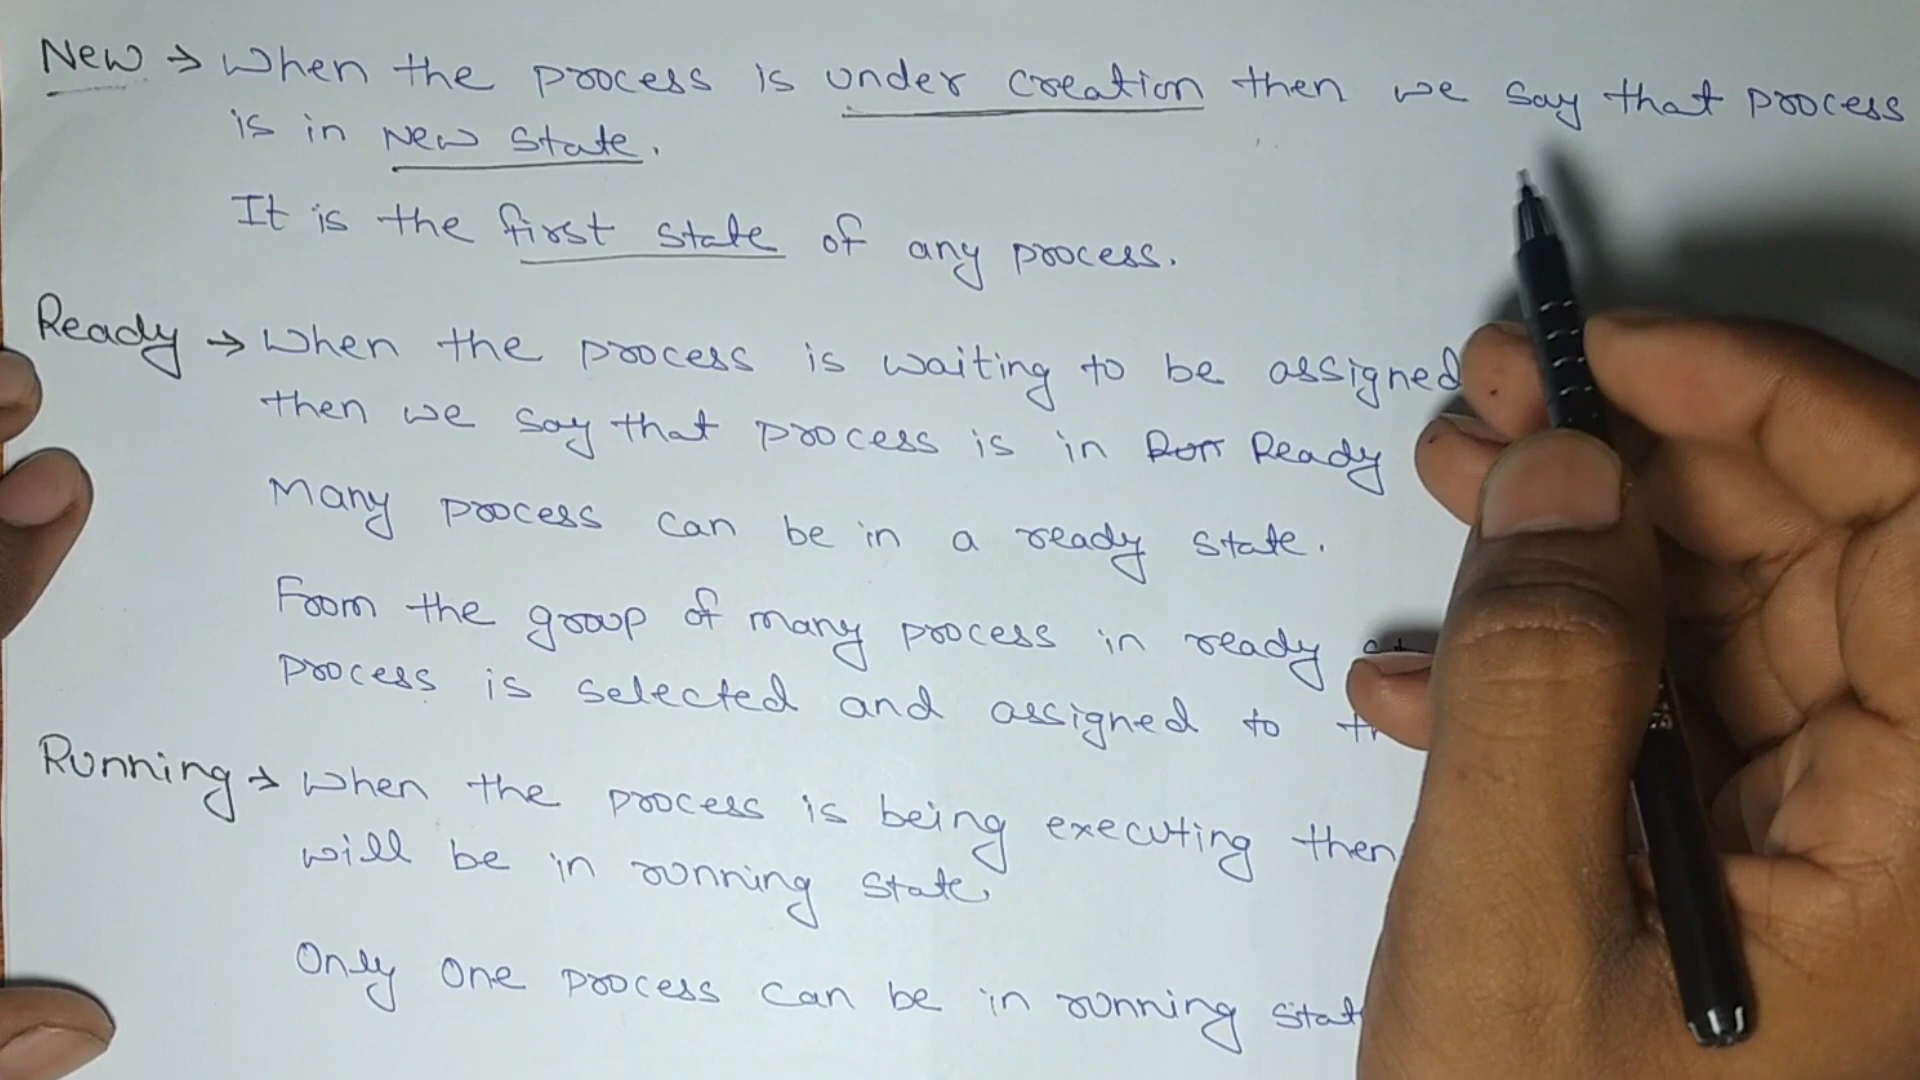 New → When the process is under creation then we say that process
is in New State.
It is the first state of any process.
Ready → When the process is waiting to be assigned
then we say that process is in Run Ready
Many process can be in a ready state.
From the group of many process in ready
process is selected and assigned to
Running → When the process is being executing then
will be in running state.
Only one process can be in running stat